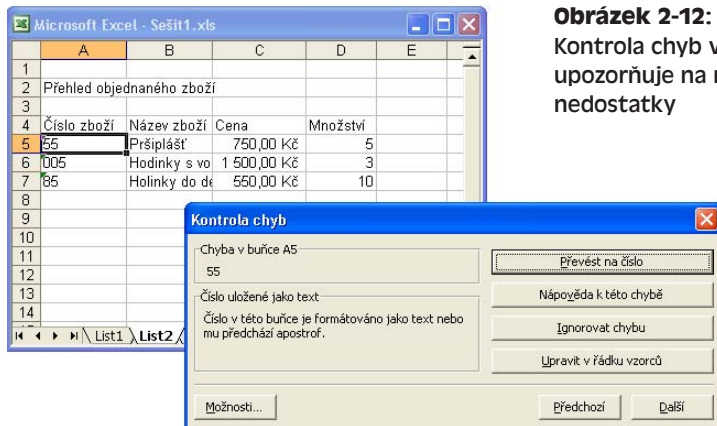 Microsoft Excel - Sešit1.xls
A B C D E
1
2 Přehled objednaného zboží
3
4 Číslo zboží Název zboží Cena Množství
5 55 Pršiplášť 750,00 Kč 5
6 005 Hodinky s vo 1 500,00 Kč 3
7 85 Holinky do de 550,00 Kč 10
8
9
10
11
12
13
14
List1 List2
Kontrola chyb
Chyba v buňce A5
55
Číslo uložené jako text
Číslo v této buňce je formátováno jako text nebo
mu předchází apostrof.
Převést na číslo
Nápověda k této chybě
Ignorovat chybu
Upravit v řádku vzorců
Možnosti...
Předchozí
Další
Obrázek 2-12:
Kontrola chyb v
upozorňuje na
nedostatky